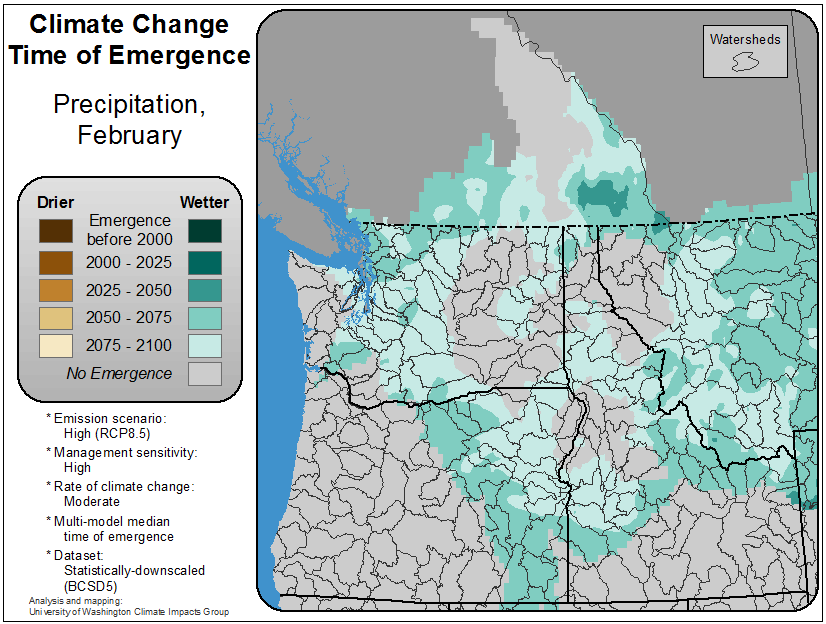 Climate Change
Time of Emergence
Precipitation,
February
Drier
Wetter
Emergence
before 2000
2000 - 2025
2025 - 2050
2050 - 2075
2075 - 2100
No Emergence
* Emission scenario:
High (RCP8.5)
* Management sensitivity:
High
* Rate of climate change:
Moderate
* Multi-model median
time of emergence
* Dataset:
Statistically-downscaled
(BCSD5)
Analysis and mapping:
University of Washington Climate Impacts Group
Watersheds